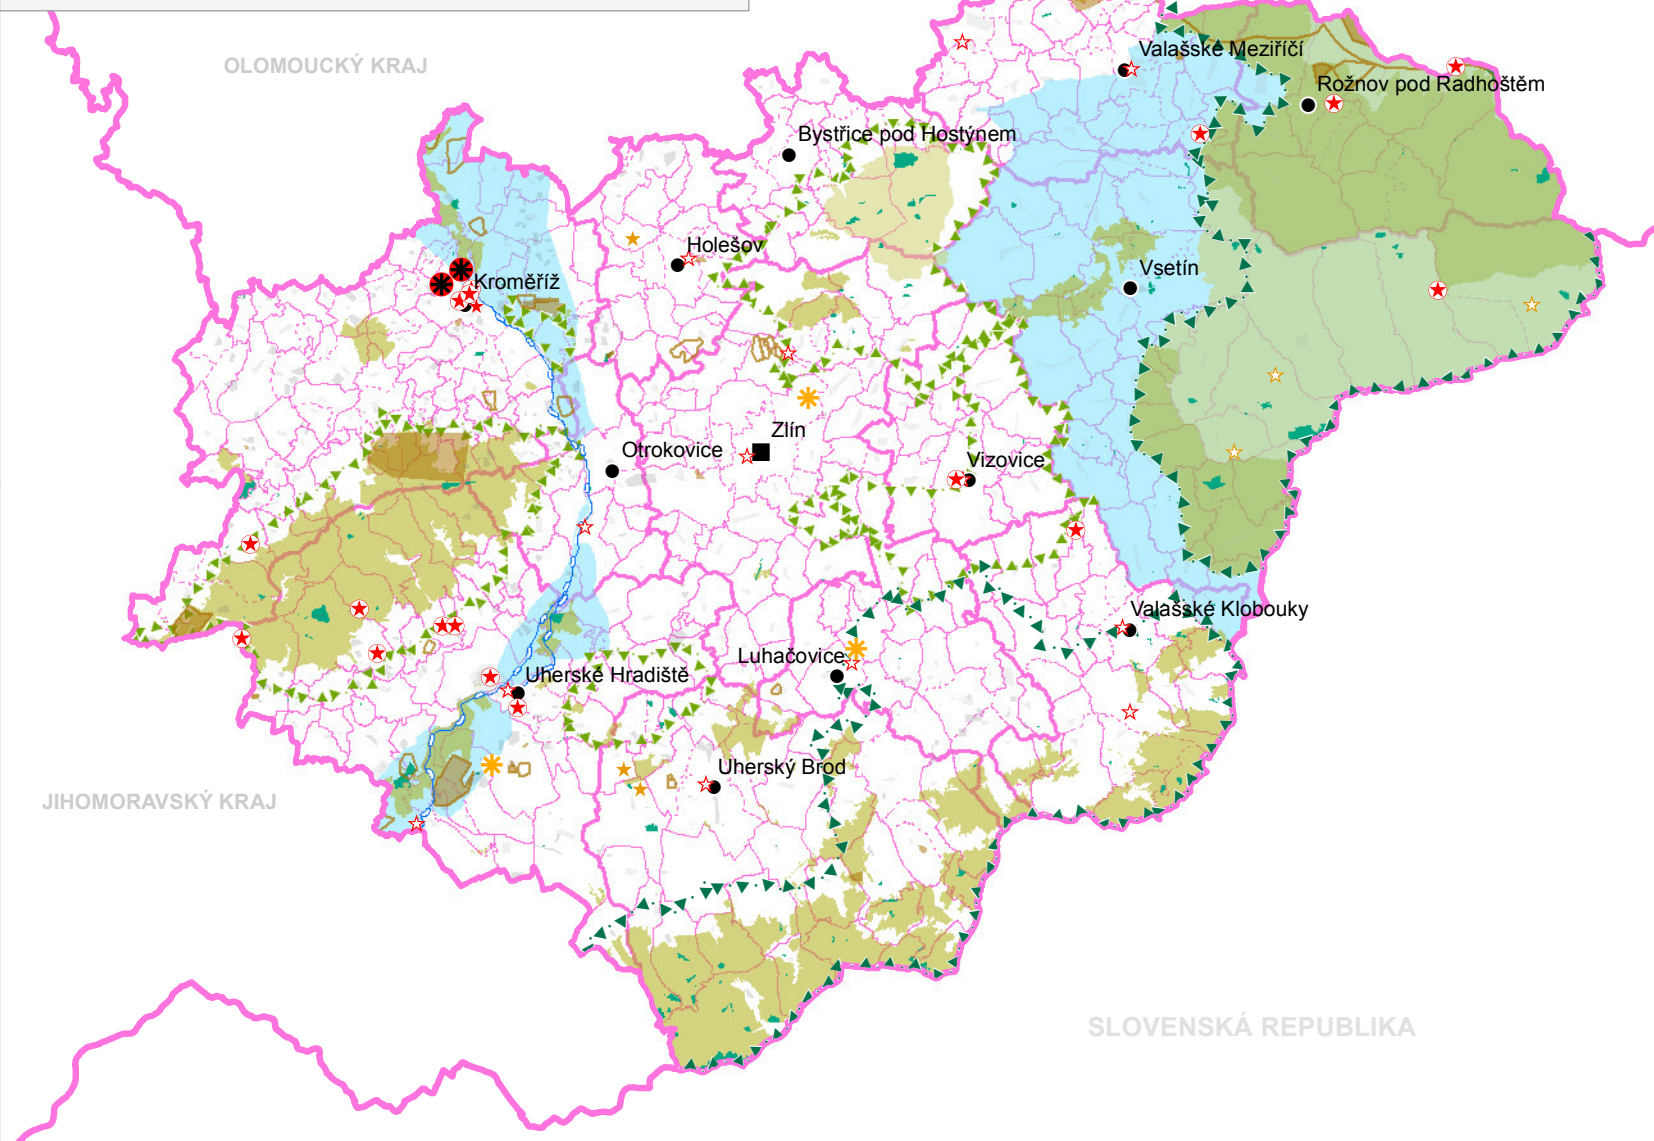 Valašské Meziříčí
OLOMOUCKÝ KRAJ
Rožnov pod Radhoštěm
Bystřice pod Hostýnem
Holešov
Vsetín
Kroměříž
Zlín
Otrokovice
Vizovice
Valašské Klobouky
Luhačovice
Uherské Hradiště
Uherský Brod
JIHOMORAVSKÝ KRAJ
SLOVENSKÁ REPUBLIKA